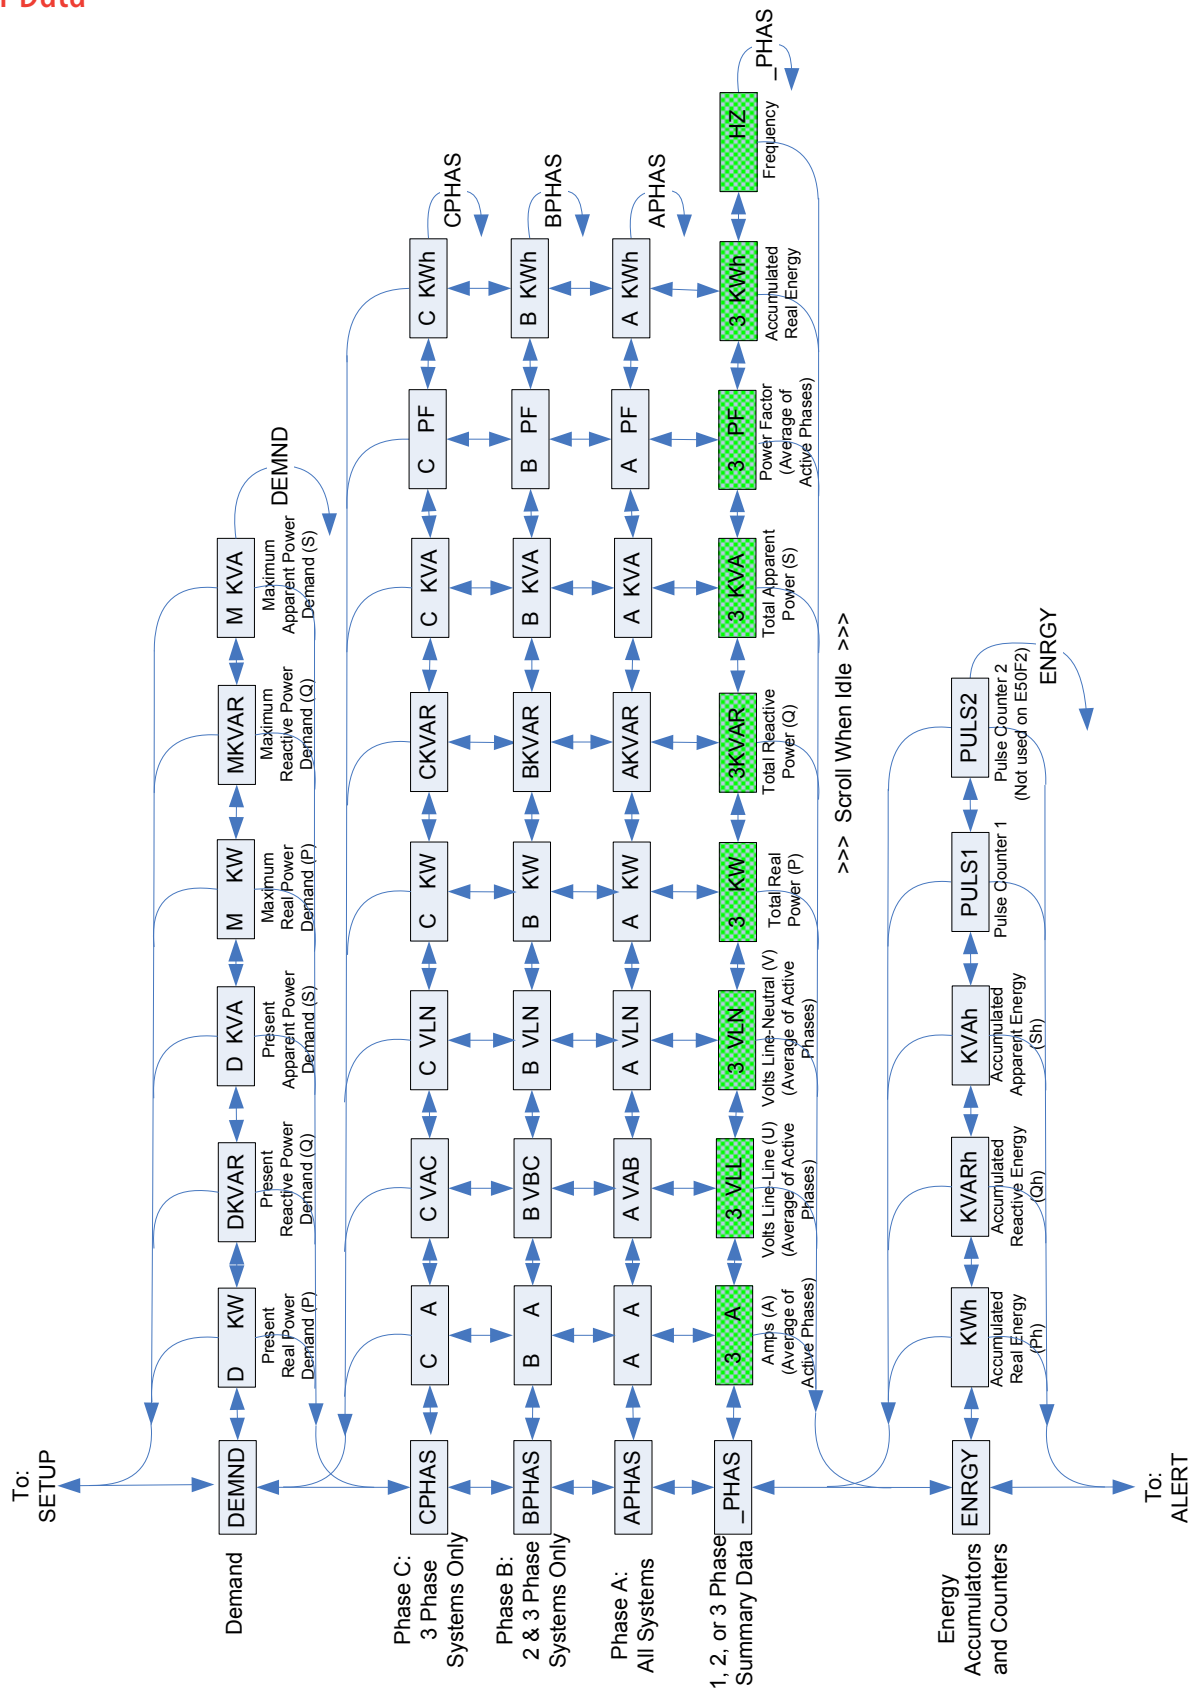 r Data
To:
SETUP
Demand
DEMND
D KW
Present
Real Power
Demand (P)
DKVAR
Present
Reactive Power
Demand (Q)
D KVA
Present
Apparent Power
Demand (S)
M KW
Maximum
Real Power
Demand (P)
MKVAR
Maximum
Reactive Power
Demand (Q)
M KVA
Maximum
Apparent Power
Demand (S)
DEMND
Phase C:
3 Phase
Systems Only
CPHAS
C A
C VAC
C VLN
C KW
CKVAR
C KVA
C PF
C KWh
CPHAS
Phase B:
2 & 3 Phase
Systems Only
BPHAS
B A
B VBC
B VLN
B KW
BKVAR
B KVA
B PF
B KWh
BPHAS
Phase A:
All Systems
APHAS
A A
A VAB
A VLN
A KW
AKVAR
A KVA
A PF
A KWh
APHAS
1, 2, or 3 Phase
Summary Data
_PHAS
3 A
Amps (A)
(Average of
Active Phases)
3 VLL
Volts Line-Line (U)
(Average of Active
Phases)
3 VLN
Volts Line-Neutral (V)
(Average of Active
Phases)
3 KW
Total Real
Power (P)
3KVAR
Total Reactive
Power (Q)
3 KVA
Total Apparent
Power (S)
3 PF
Power Factor
(Average of
Active Phases)
3 KWh
Accumulated
Real Energy
HZ
Frequency
_PHAS
>>> Scroll When Idle >>>
Energy
Accumulators
and Counters
ENRGY
KWh
Accumulated
Real Energy
(Ph)
KVARh
Accumulated
Reactive Energy
(Qh)
KVAh
Accumulated
Apparent Energy
(Sh)
PULS1
Pulse Counter 1
PULS2
Pulse Counter 2
(Not used on E50F2)
ENRGY
To:
ALERT